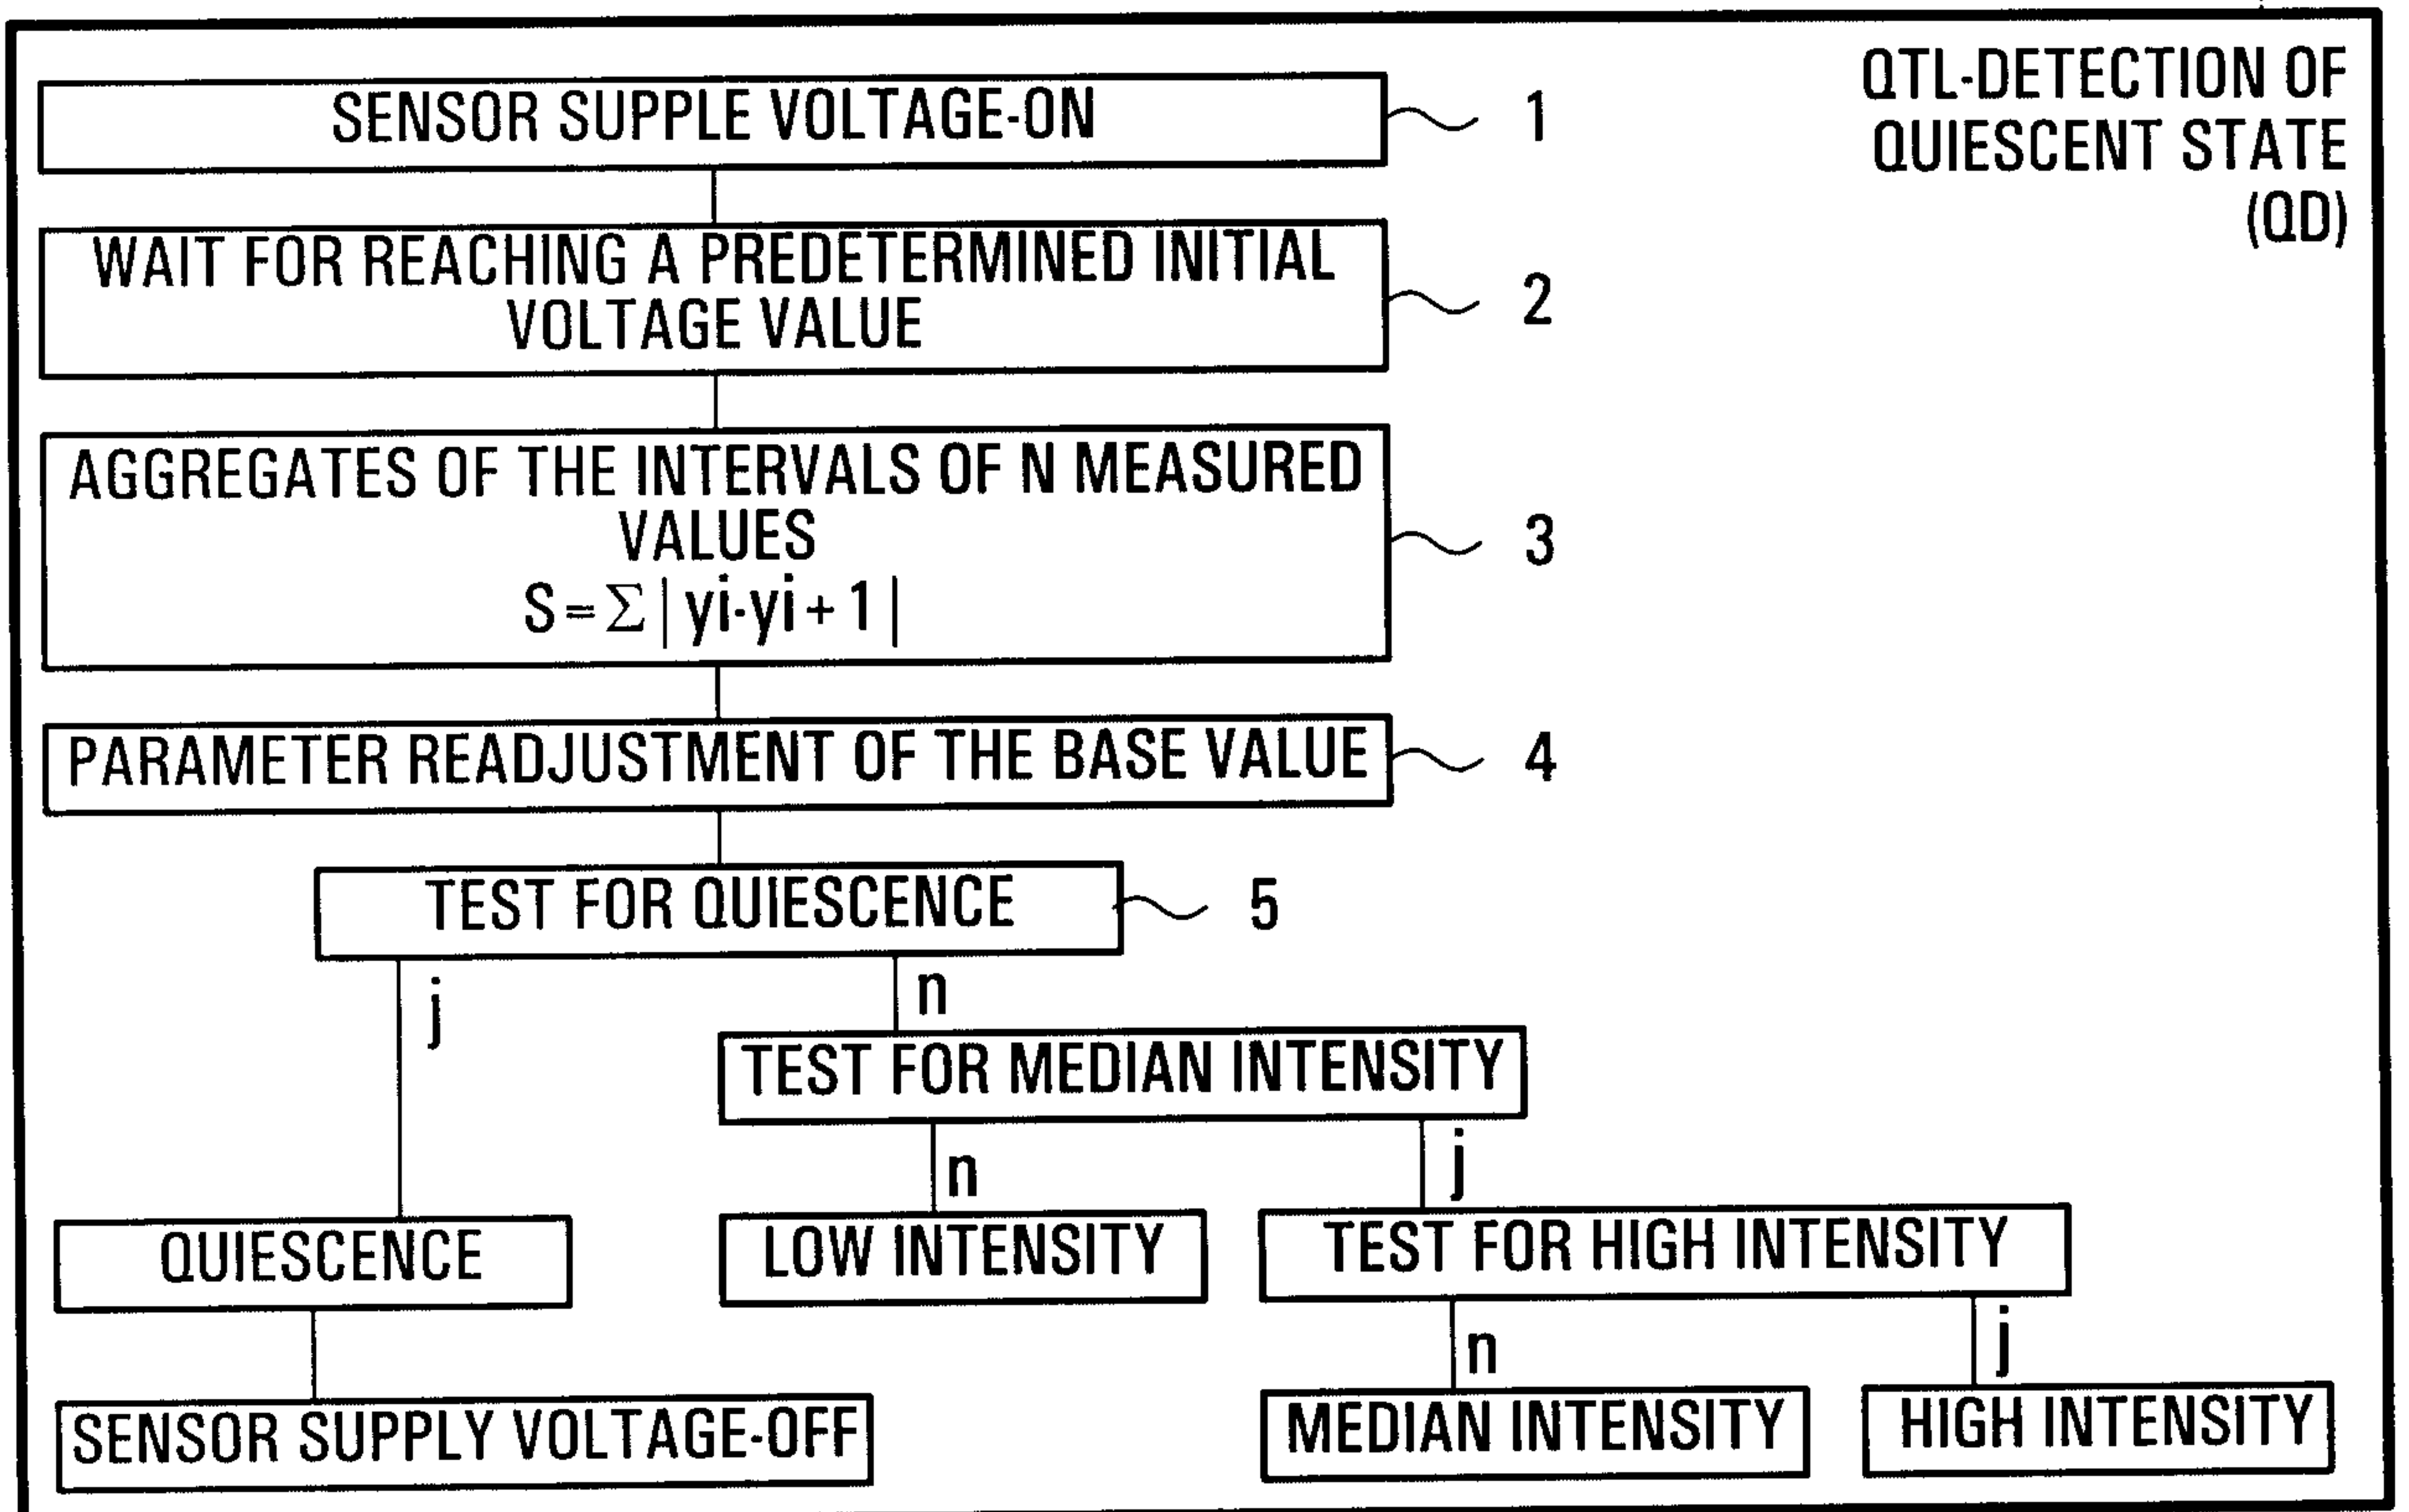 QTL-DETECTION OF
QUIESCENT STATE
(QD)
SENSOR SUPPLE VOLTAGE-ON
1
WAIT FOR REACHING A PREDETERMINED INITIAL
VOLTAGE VALUE
2
AGGREGATES OF THE INTERVALS OF N MEASURED
VALUES
S=Σ|yi-yi+1|
3
PARAMETER READJUSTMENT OF THE BASE VALUE
4
TEST FOR QUIESCENCE
5
j
n
TEST FOR MEDIAN INTENSITY
n
j
QUIESCENCE
LOW INTENSITY
TEST FOR HIGH INTENSITY
n
j
SENSOR SUPPLY VOLTAGE-OFF
MEDIAN INTENSITY
HIGH INTENSITY